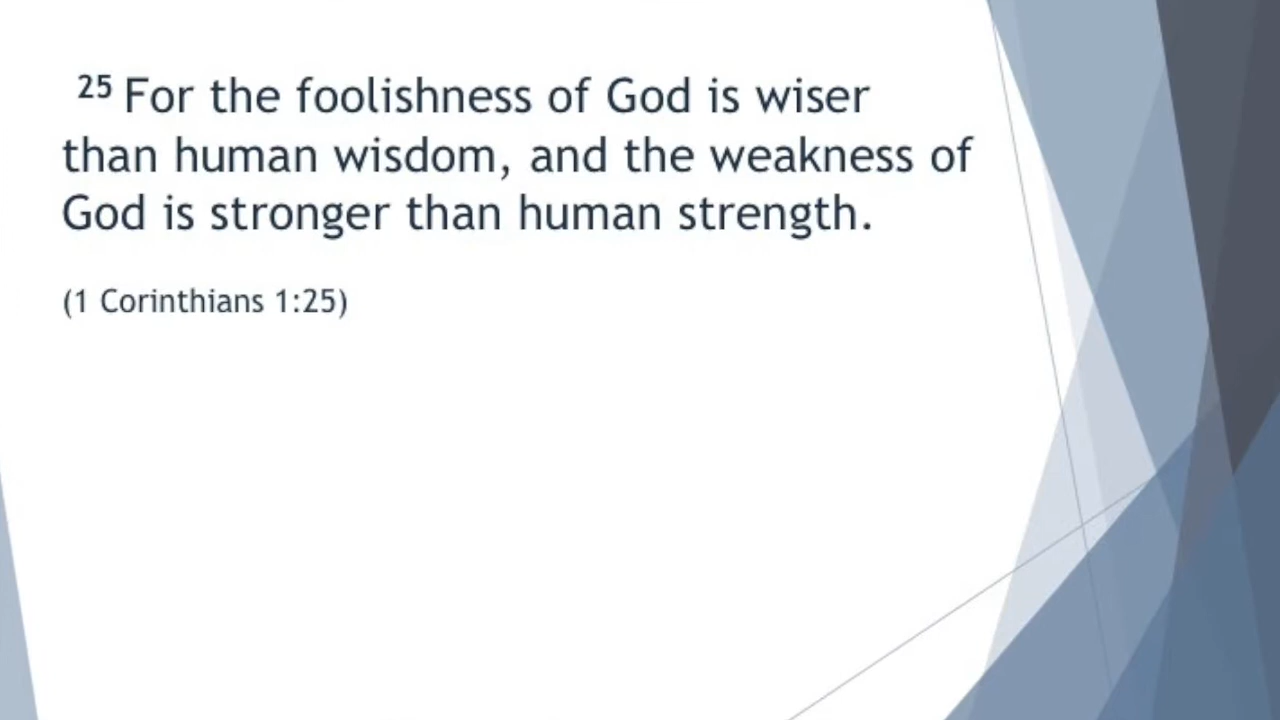 25 For the foolishness of God is wiser
than human wisdom, and the weakness of
God is stronger than human strength.
(1 Corinthians 1:25)